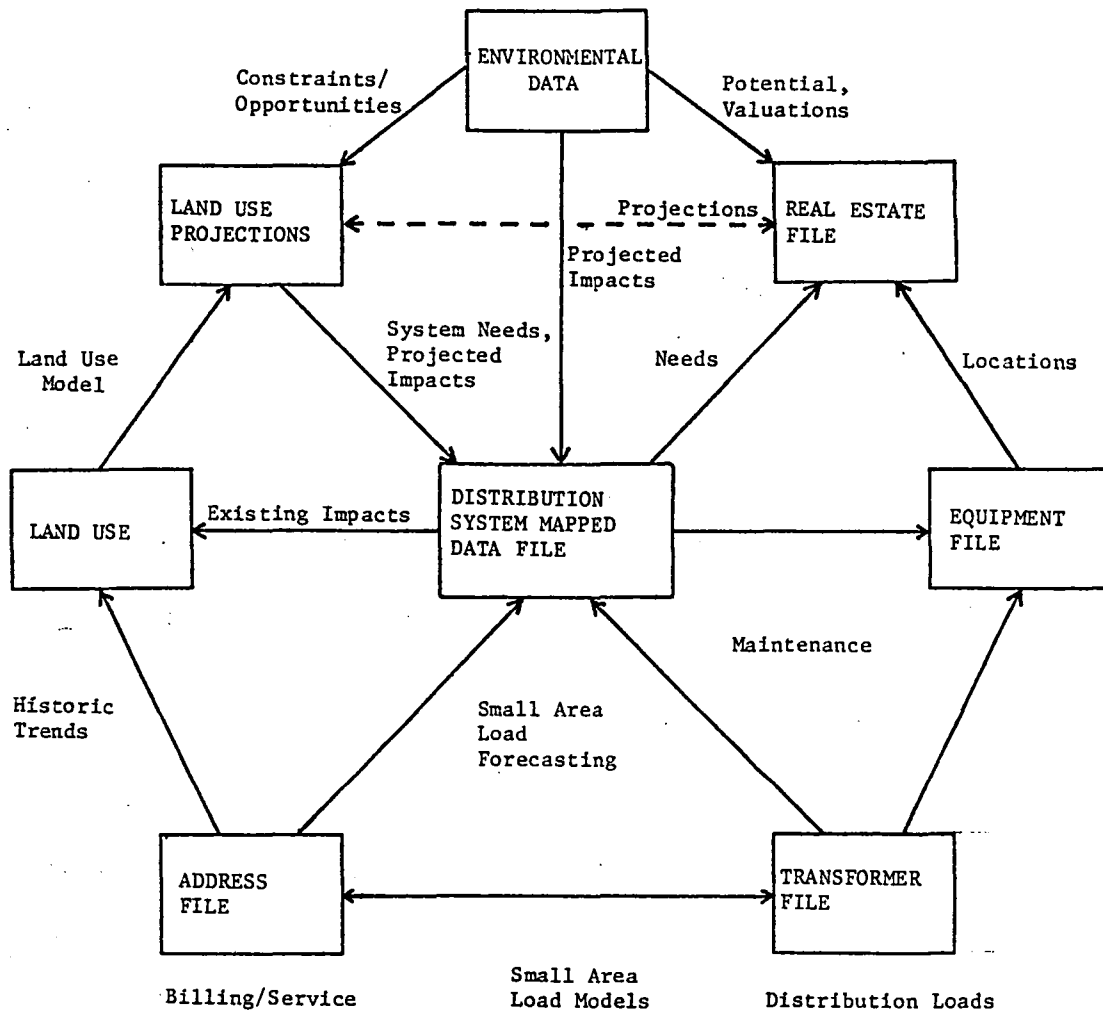 ENVIRONMENTAL
DATA
Constraints/
Opportunities
Potential,
Valuations
LAND USE
PROJECTIONS
Projections
REAL ESTATE
FILE
Projected
Impacts
System Needs,
Projected
Impacts
Needs
Land Use
Model
Locations
LAND USE
Existing Impacts
DISTRIBUTION
SYSTEM MAPPED
DATA FILE
EQUIPMENT
FILE
Maintenance
Historic
Trends
Small Area
Load
Forecasting
ADDRESS
FILE
TRANSFORMER
FILE
Billing/Service
Small Area
Load Models
Distribution Loads